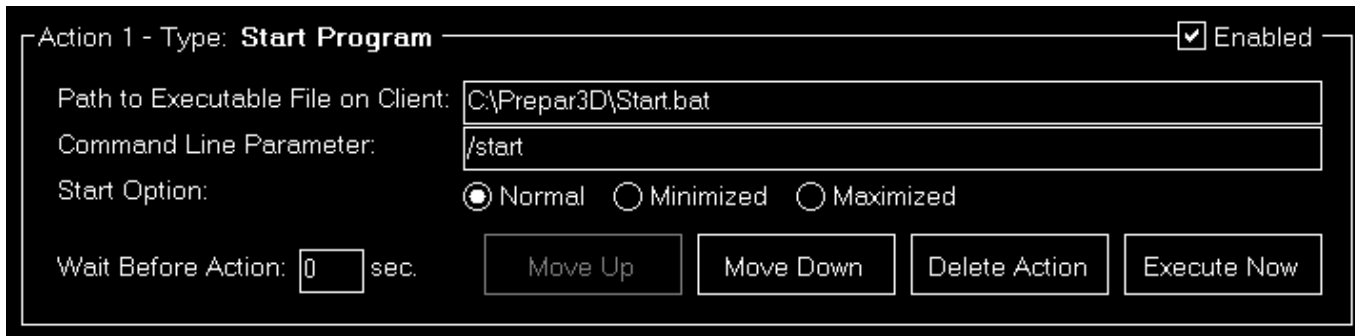 Action 1 - Type: Start Program Enabled
Path to Executable File on Client: C:\Prepar3D\Start.bat
Command Line Parameter: /start
Start Option: Normal Minimized Maximized
Wait Before Action: 0 sec. Move Up Move Down Delete Action Execute Now